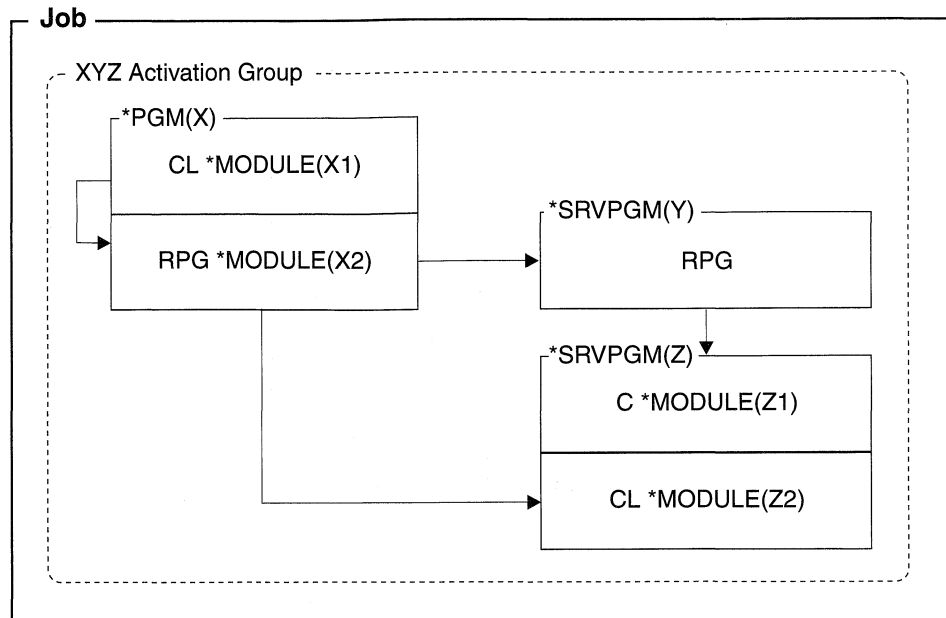 Job
XYZ Activation Group
*PGM(X)
CL *MODULE(X1)
RPG *MODULE(X2)
*SRVPGM(Y)
RPG
*SRVPGM(Z)
C *MODULE(Z1)
CL *MODULE(Z2)